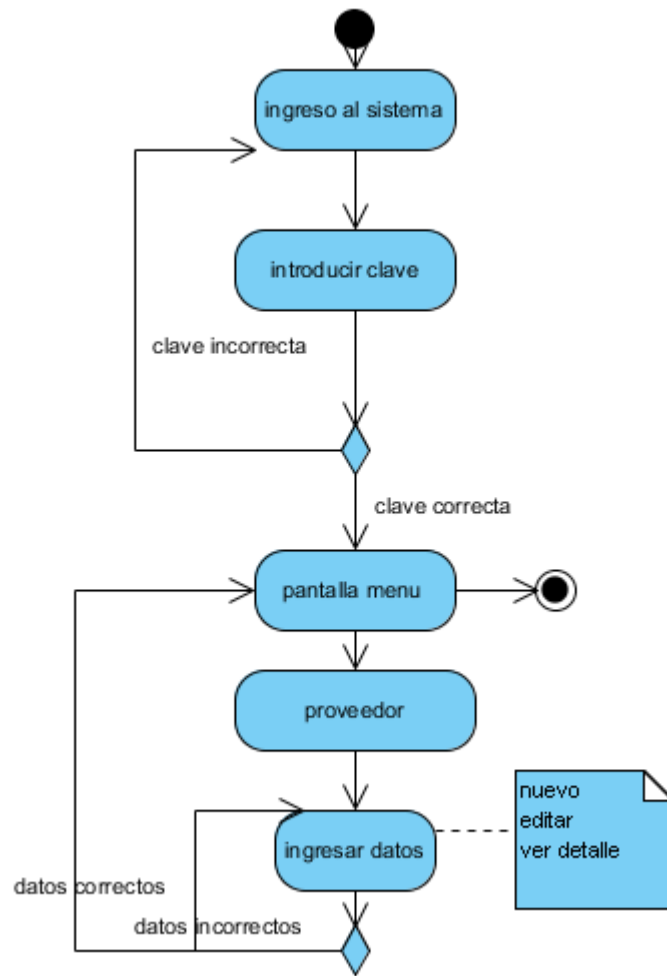 ingreso al sistema
introducir clave
clave incorrecta
clave correcta
pantalla menu
proveedor
nuevo
editar
ver detalle
ingresar datos
datos correctos
datos incorrectos